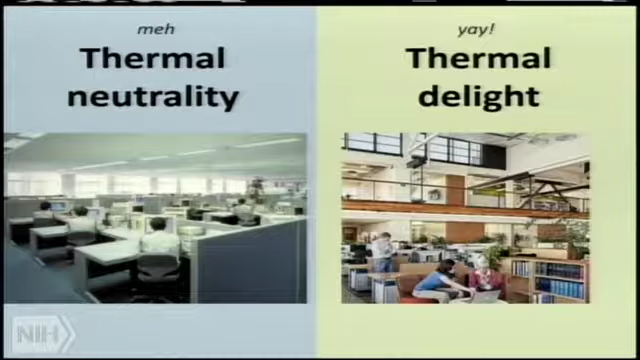 meh
Thermal
neutrality
yay!
Thermal
delight
NIH